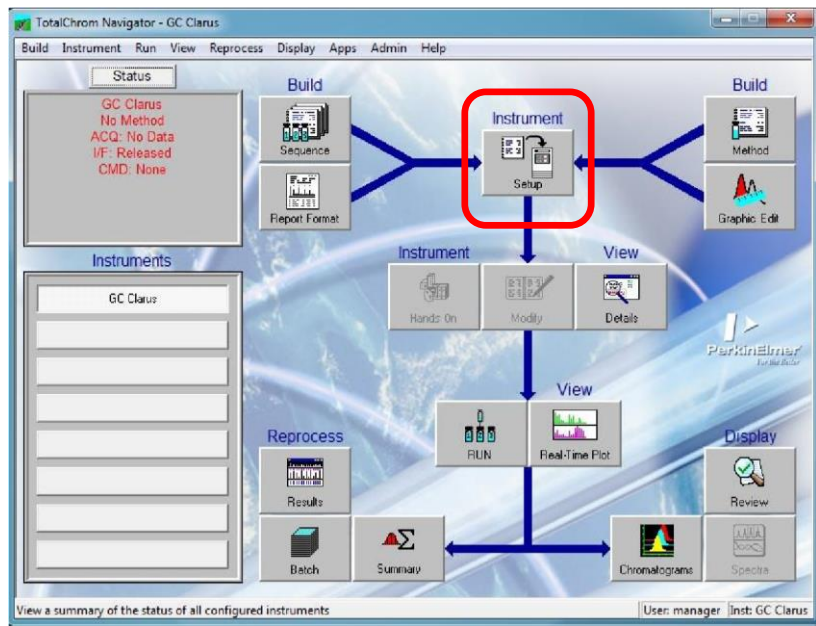 TotalChrom Navigator - GC Clarus
Build Instrument Run View Reprocess Display Apps Admin Help
Status
GC Clarus
No Method
ACQ: No Data
I/F: Released
CMD: None
Build
Sequence
Report Format
Instrument
Setup
Build
Method
Graphic Edit
Instruments
GC Clarus
Instrument
View
Hands On
Modify
Details
PerkinElmer
For the Better
View
RUN
Real-Time Plot
Reprocess
Results
Batch
Summary
Display
Review
Chromatograms
Spectra
View a summary of the status of all configured instruments
User: manager
Inst: GC Clarus